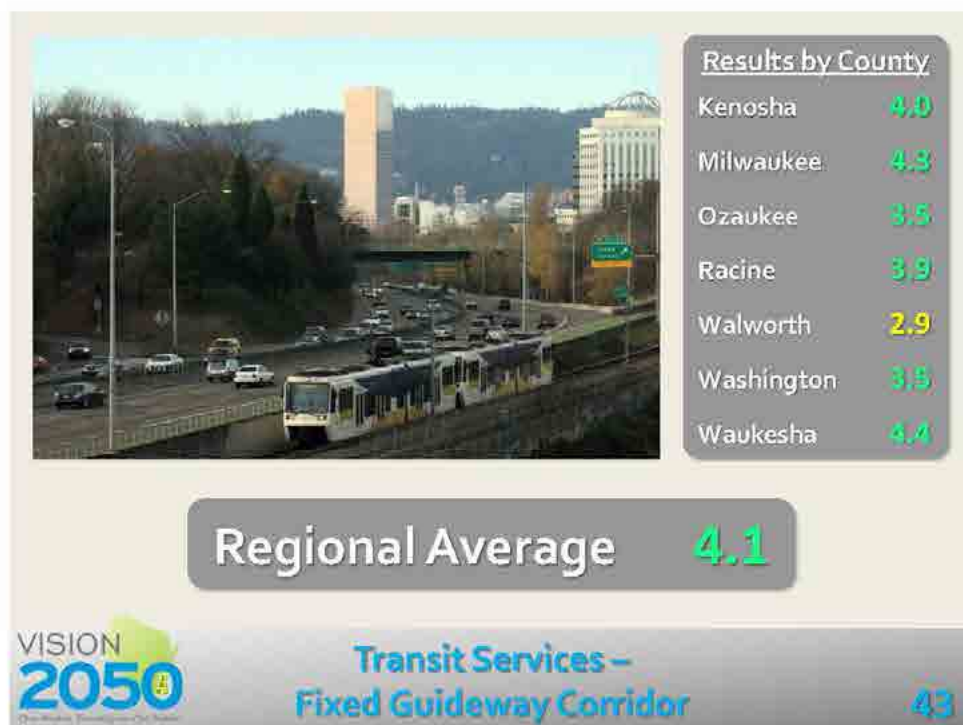 Results by County
Kenosha 4.0
Milwaukee 4.3
Ozaukee 3.5
Racine 3.9
Walworth 2.9
Washington 3.5
Waukesha 4.4
Regional Average 4.1
VISION
2050
Transit Services –
Fixed Guideway Corridor
43